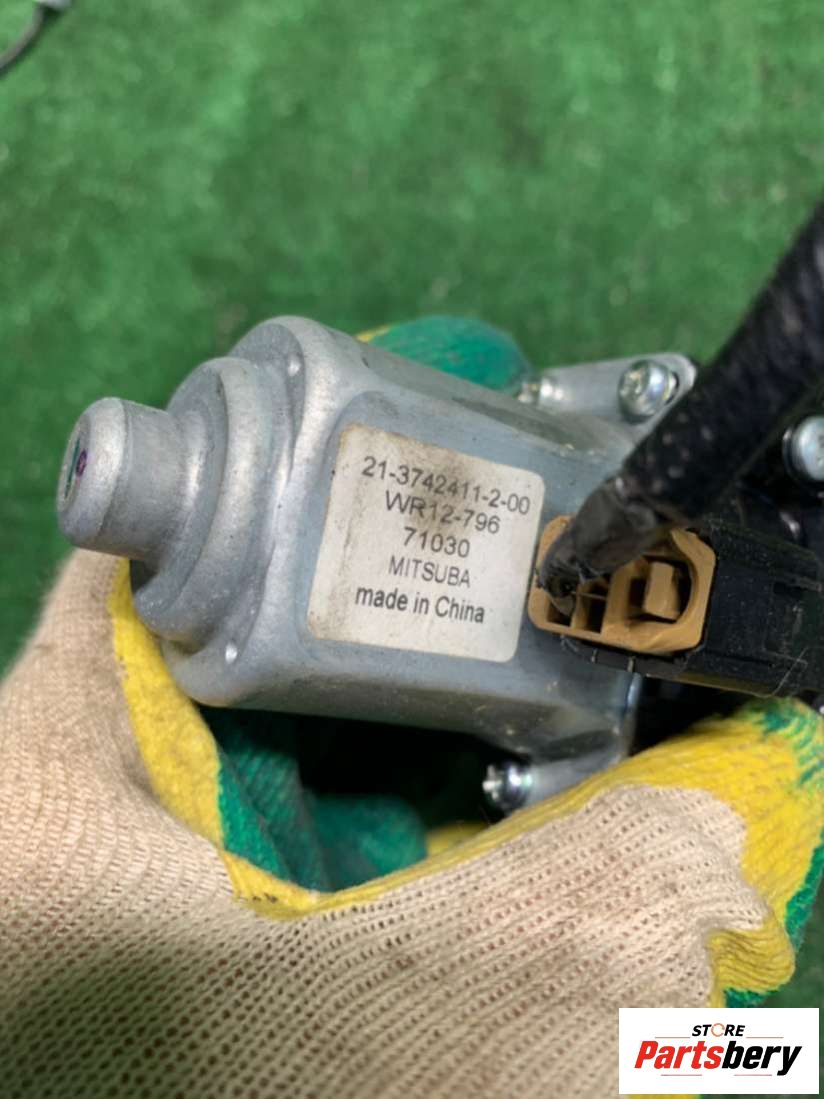 21-3742411-2-00
WR12-796
71030
MITSUBA
made in China
STORE
Partsbery